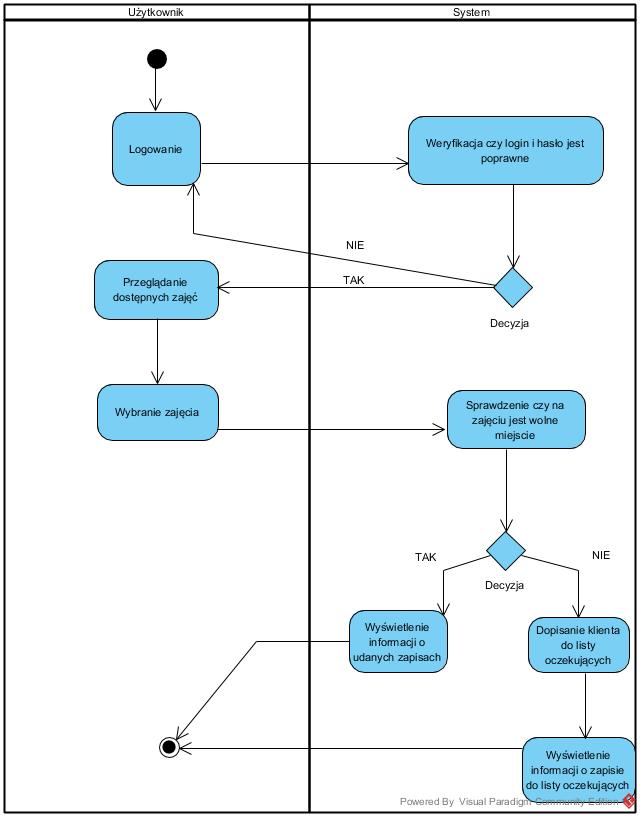 Użytkownik
System
Logowanie
Weryfikacja czy login i hasło jest
poprawne
NIE
TAK
Przeglądanie
dostępnych zajęć
Decyzja
Wybranie zajęcia
Sprawdzenie czy na
zajęciu jest wolne
miejscie
TAK
NIE
Decyzja
Wyświetlenie
informacji o
udanych zapisach
Dopisanie klienta
do listy
oczekujących
Wyświetlenie
informacji o zapisie
do listy oczekujących
Powered By Visual Paradigm Community Edition